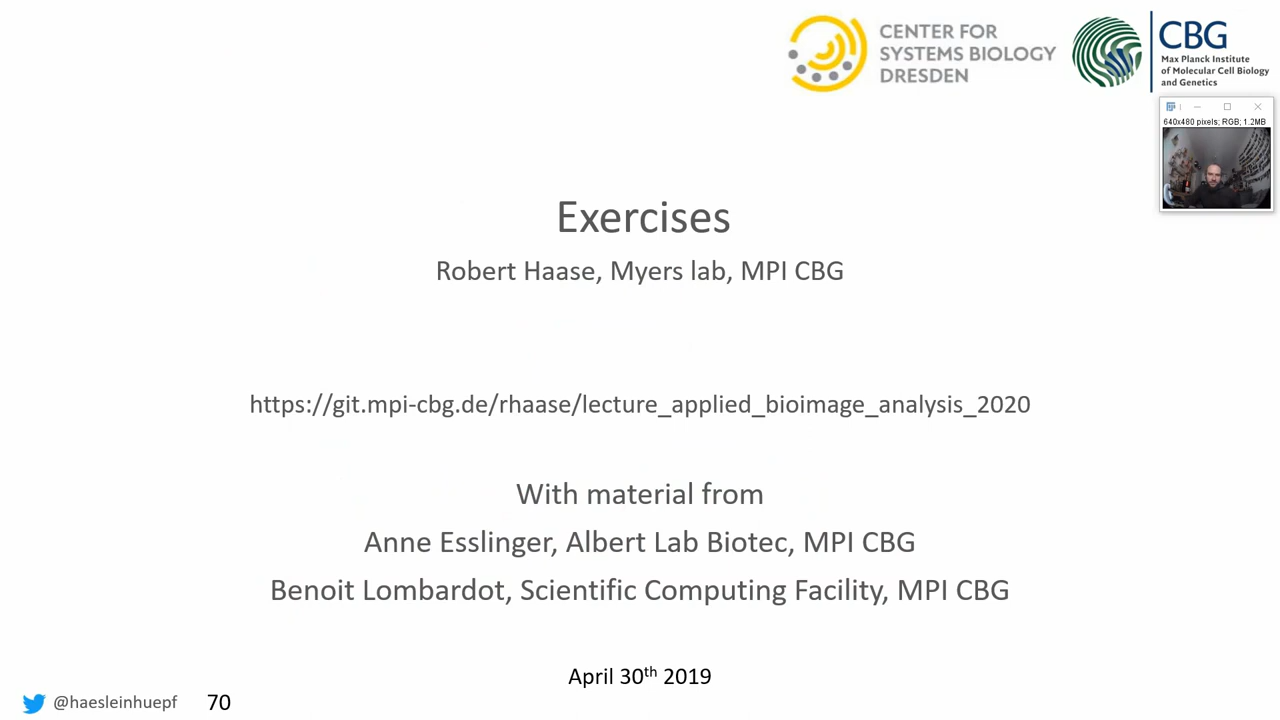 CENTER FOR
SYSTEMS BIOLOGY
DRESDEN
CBG
Max Planck Institute
of Molecular Cell Biology
and Genetics
640x480 pixels; RGB; 1.2MB
Exercises
Robert Haase, Myers lab, MPI CBG
https://git.mpi-cbg.de/rhaase/lecture_applied_bioimage_analysis_2020
With material from
Anne Esslinger, Albert Lab Biotec, MPI CBG
Benoit Lombardot, Scientific Computing Facility, MPI CBG
April 30th 2019
@haesleinhuepf 70